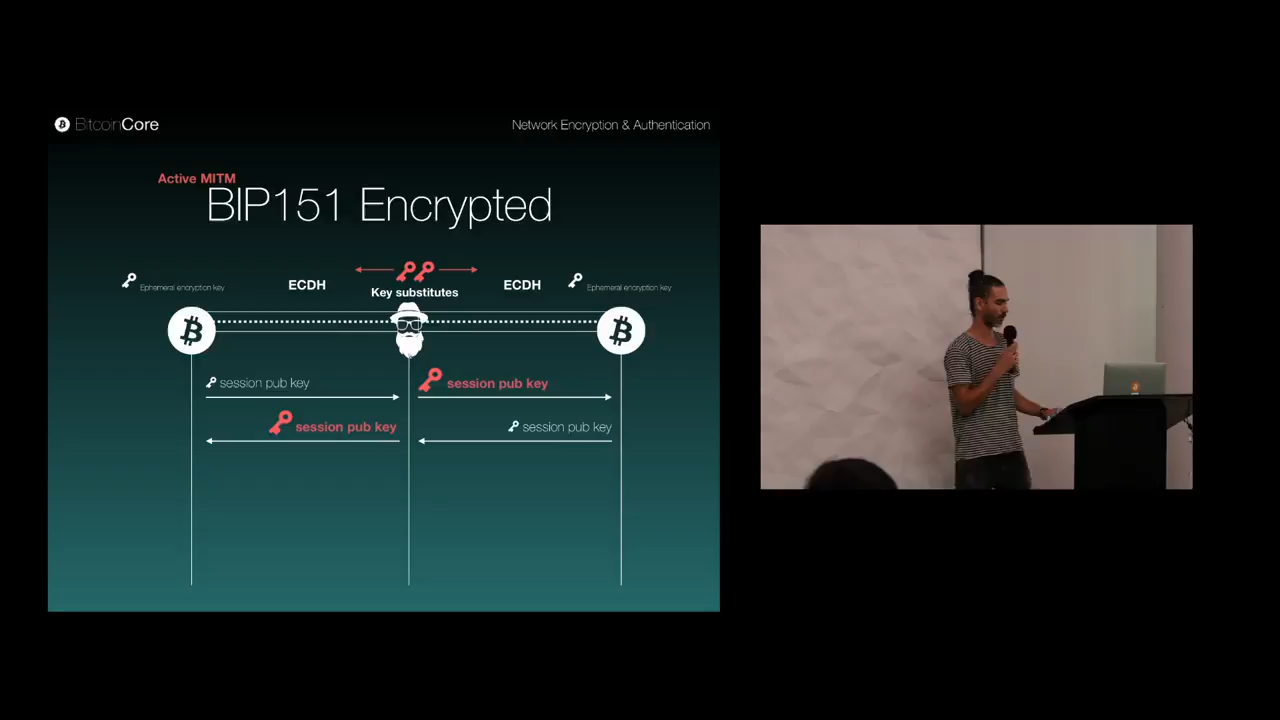 BitcoinCore
Network Encryption & Authentication
Active MITM
BIP151 Encrypted
Ephemeral encryption key
ECDH
Key substitutes
ECDH
Ephemeral encryption key
session pub key
session pub key
session pub key
session pub key